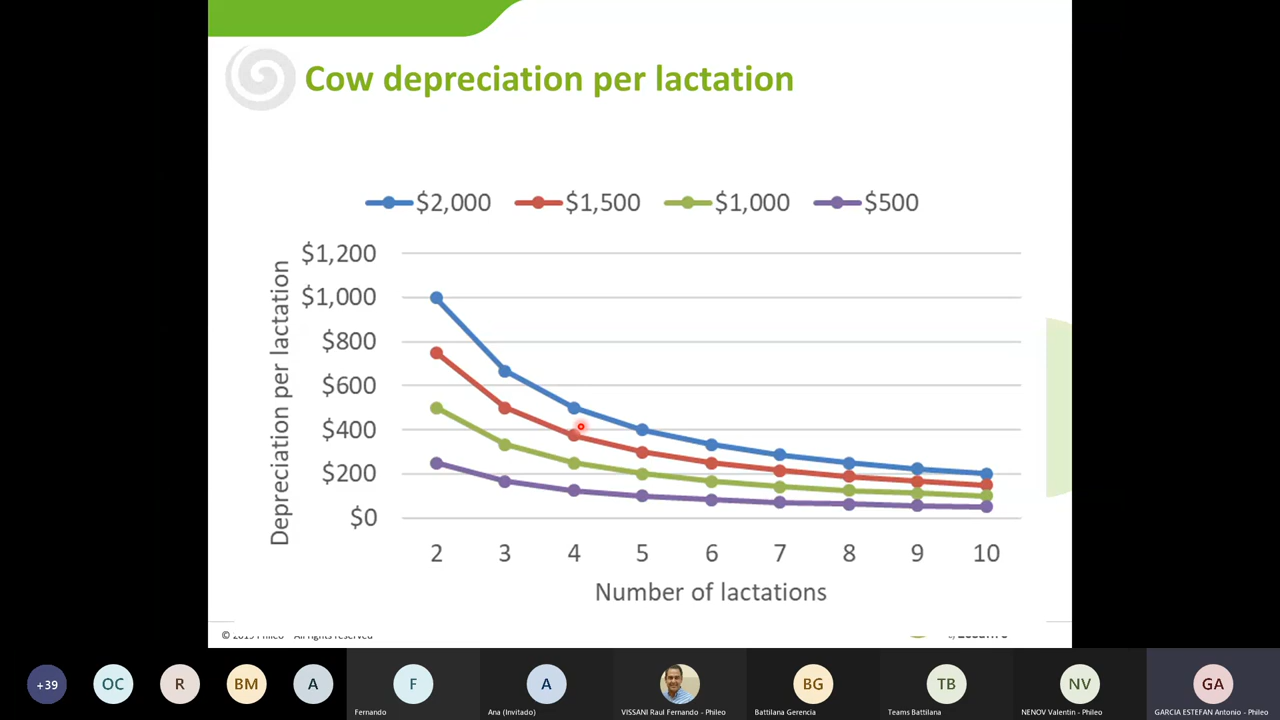 Cow depreciation per lactation
$2,000 $1,500 $1,000 $500
Depreciation per lactation
$1,200
$1,000
$800
$600
$400
$200
$0
2 3 4 5 6 7 8 9 10
Number of lactations
© 2019 Phileo - All rights reserved
+39 OC R BM A F A BG TB NV GA
Fernando Ana (Invitado) VISSANI Raul Fernando - Phileo Battilana Gerencia Teams Battilana NENOV Valentin - Phileo GARCIA ESTEFAN Antonio - Phileo